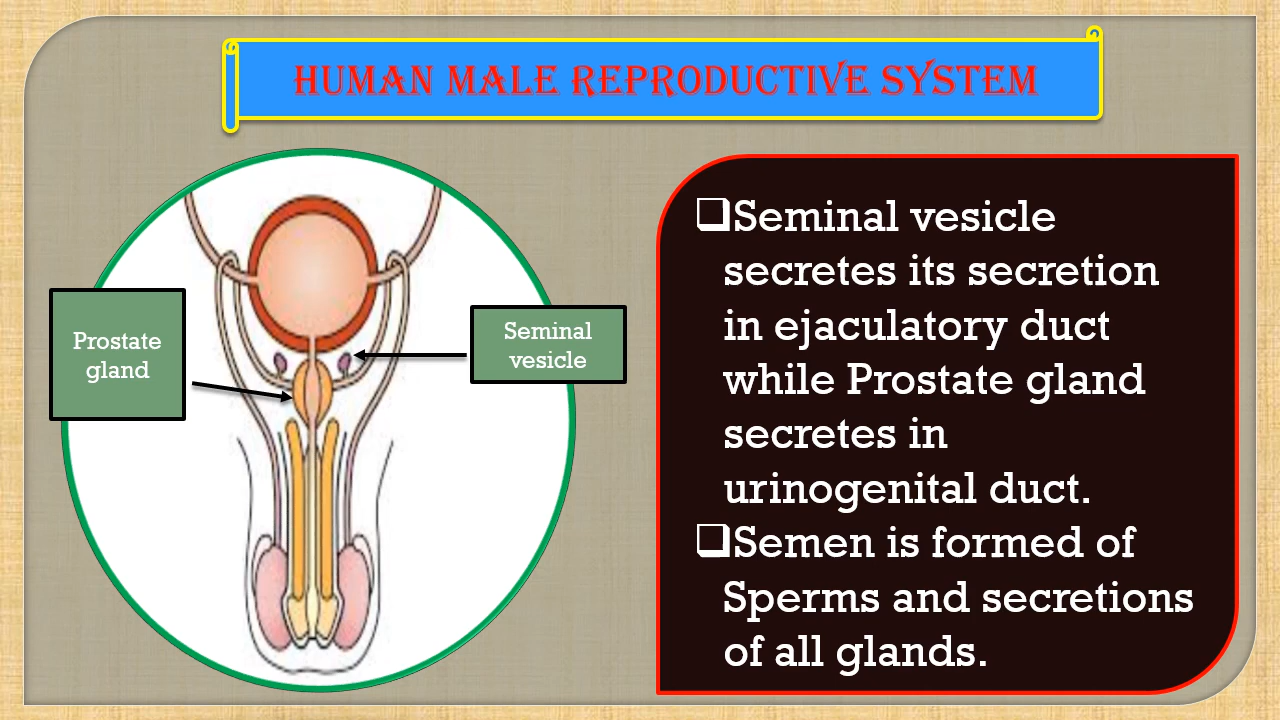 HUMAN MALE REPRODUCTIVE SYSTEM
Prostate
gland
Seminal
vesicle
❑Seminal vesicle
secretes its secretion
in ejaculatory duct
while Prostate gland
secretes in
urinogenital duct.
❑Semen is formed of
Sperms and secretions
of all glands.